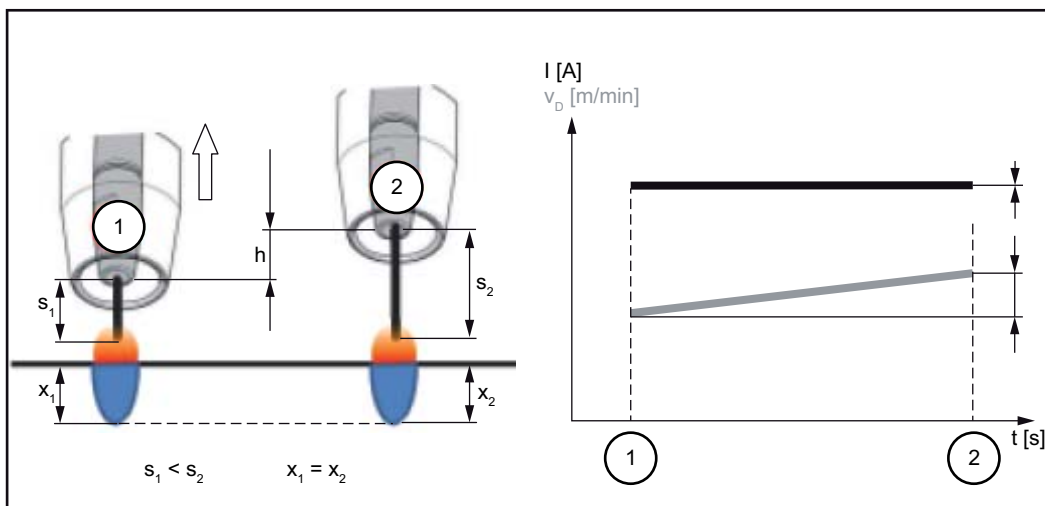 1
2
h
s1
s2
x1
x2
s1 < s2
x1 = x2
I [A]
vD [m/min]
t [s]
1
2